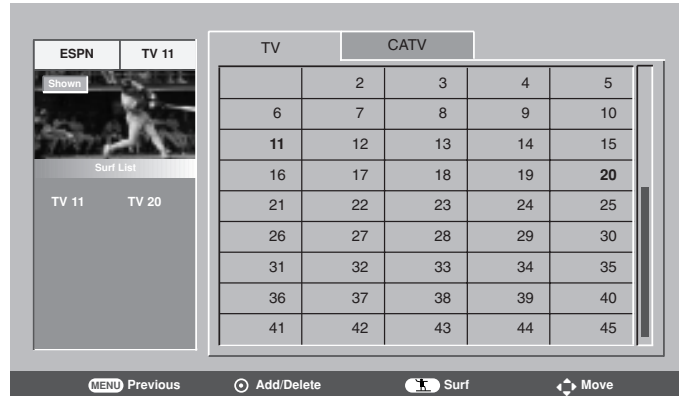 ESPN TV 11
Shown
Surf List
TV 11 TV 20
TV CATV
2 3 4 5
6 7 8 9 10
11 12 13 14 15
16 17 18 19 20
21 22 23 24 25
26 27 28 29 30
31 32 33 34 35
36 37 38 39 40
41 42 43 44 45
MENU Previous Add/Delete Surf Move